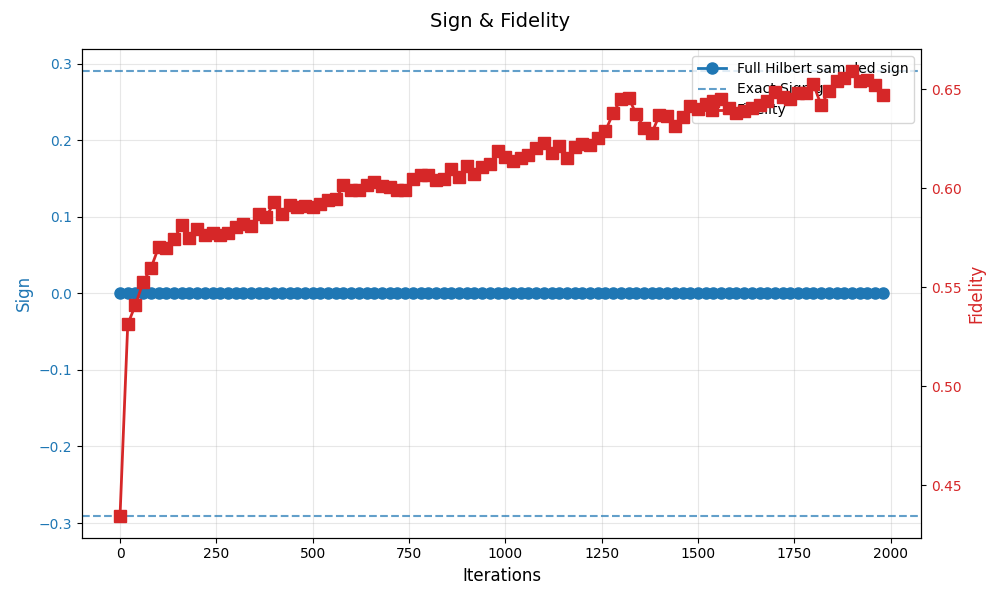 Sign & Fidelity
Full Hilbert sampled sign
Exact
Fidelity
0.3
0.2
0.1
0.0
−0.1
−0.2
−0.3
Sign
0.65
0.60
0.55
0.50
0.45
Fidelity
0 250 500 750 1000 1250 1500 1750 2000
Iterations